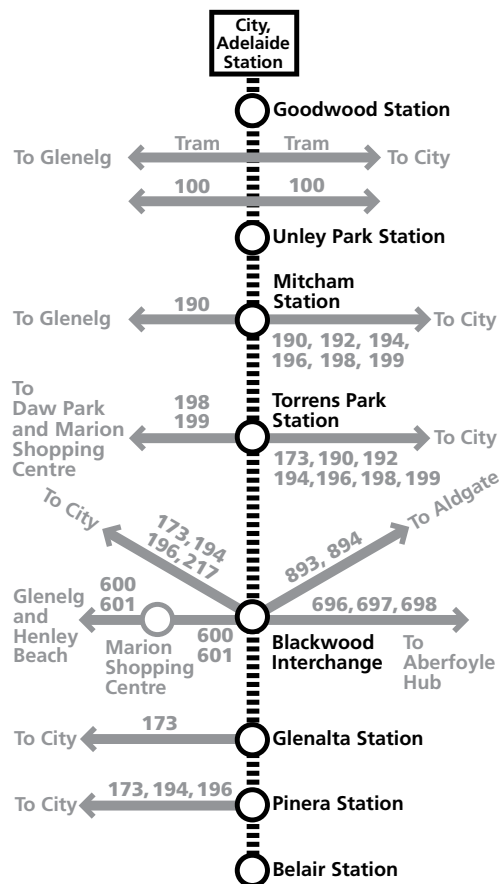 City,
Adelaide
Station
Goodwood Station
To Glenelg
Tram
Tram
To City
100
100
Unley Park Station
Mitcham
Station
To Glenelg
190
To City
190, 192, 194,
196, 198, 199
To
Daw Park
and Marion
Shopping
Centre
198
199
Torrens Park
Station
To City
173, 190, 192
194, 196, 198, 199
To City
173, 194
196, 217
893, 894
To Aldgate
Glenelg
and
Henley
Beach
600
601
Marion
Shopping
Centre
600
601
Blackwood
Interchange
696, 697, 698
To
Aberfoyle
Hub
To City
173
Glenalta Station
To City
173, 194, 196
Pinera Station
Belair Station